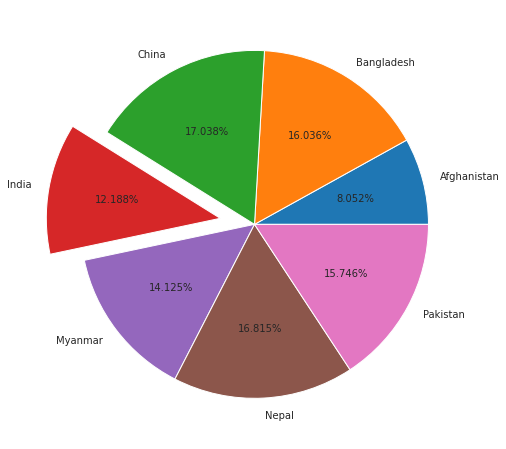 China
Bangladesh
17.038%
16.036%
Afghanistan
India
12.188%
8.052%
14.125%
15.746%
16.815%
Myanmar
Pakistan
Nepal